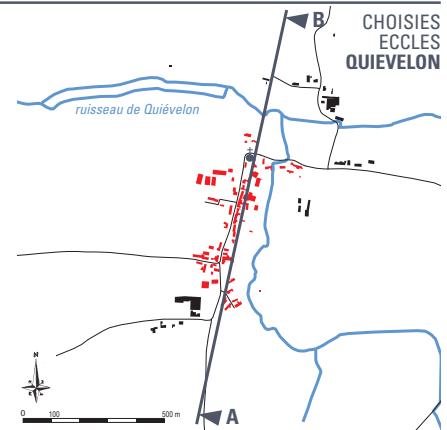 B
CHOISIES
ECCLES
QUIEVELON
ruisseau de Quiévelon
N
0 100 500 m
A